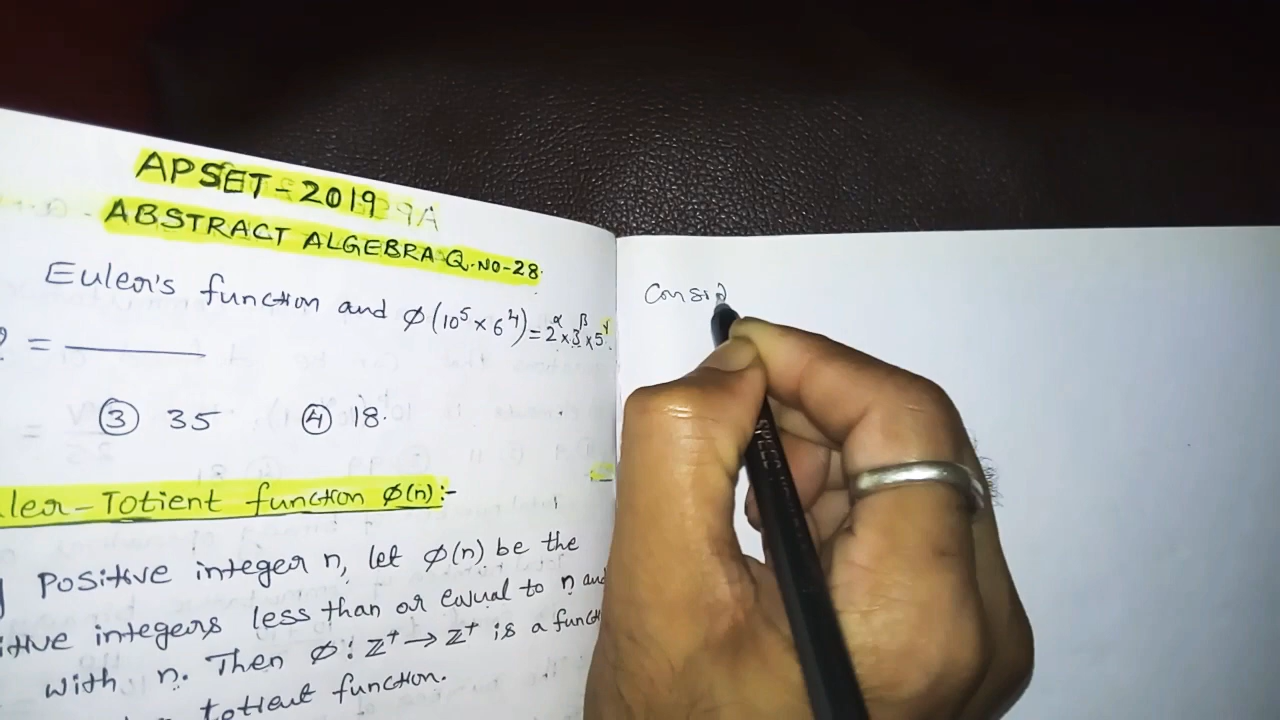 APSET-2019
ABSTRACT ALGEBRA Q.NO-28.
Euler's function and φ(10⁵×6⁴)=2^α×3^β×5^γ.
? = ________
③ 35 ④ 18.
ler-Totient function φ(n):-
Positive integer n, let φ(n) be the
itive integers less than or equal to n and
with n. Then φ: Z⁺→Z⁺ is a functi
totient function.
Consid
SPEC